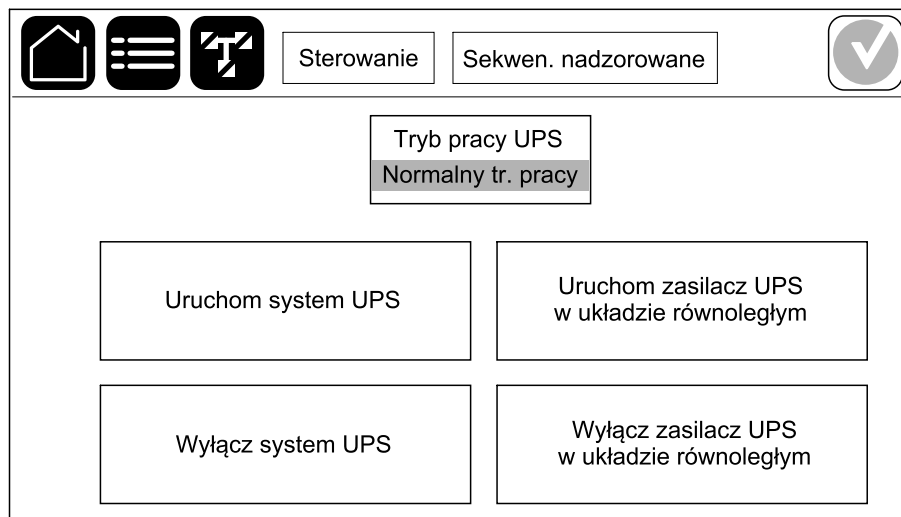 Sterowanie
Sekwen. nadzorowane
Tryb pracy UPS
Normalny tr. pracy
Uruchom system UPS
Uruchom zasilacz UPS
w układzie równoległym
Wyłącz system UPS
Wyłącz zasilacz UPS
w układzie równoległym